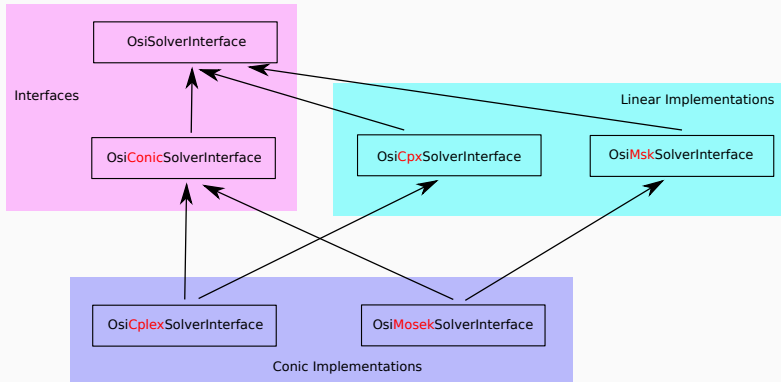 OsiSolverInterface
Interfaces
Linear Implementations
OsiConicSolverInterface
OsiCpxSolverInterface
OsiMskSolverInterface
OsiCplexSolverInterface
OsiMosekSolverInterface
Conic Implementations